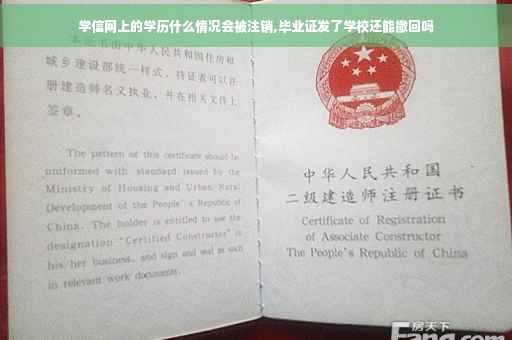 学信网上的学历什么情况会被注销,毕业证发了学校还能撤回吗
本证书由中华人民共和国住房和
城乡建设部统一样式，持证者可以注
册建造师名义执业，并在相关文件上
签章。
The pattern of this certificate should be
uniformed with standard issued by the
Ministry of Housing and Urban Rural
Development of the People's Republic of
China. The holder is entitled to use the
designation "Certified Constructor" in
his/her business, and sign and seal as such
in relevant work documents.
中华人民共和国
二级建造师注册证书
Certificate of Registration
of Associate Constructor
The People's Republic of China
房天下
Fang.com